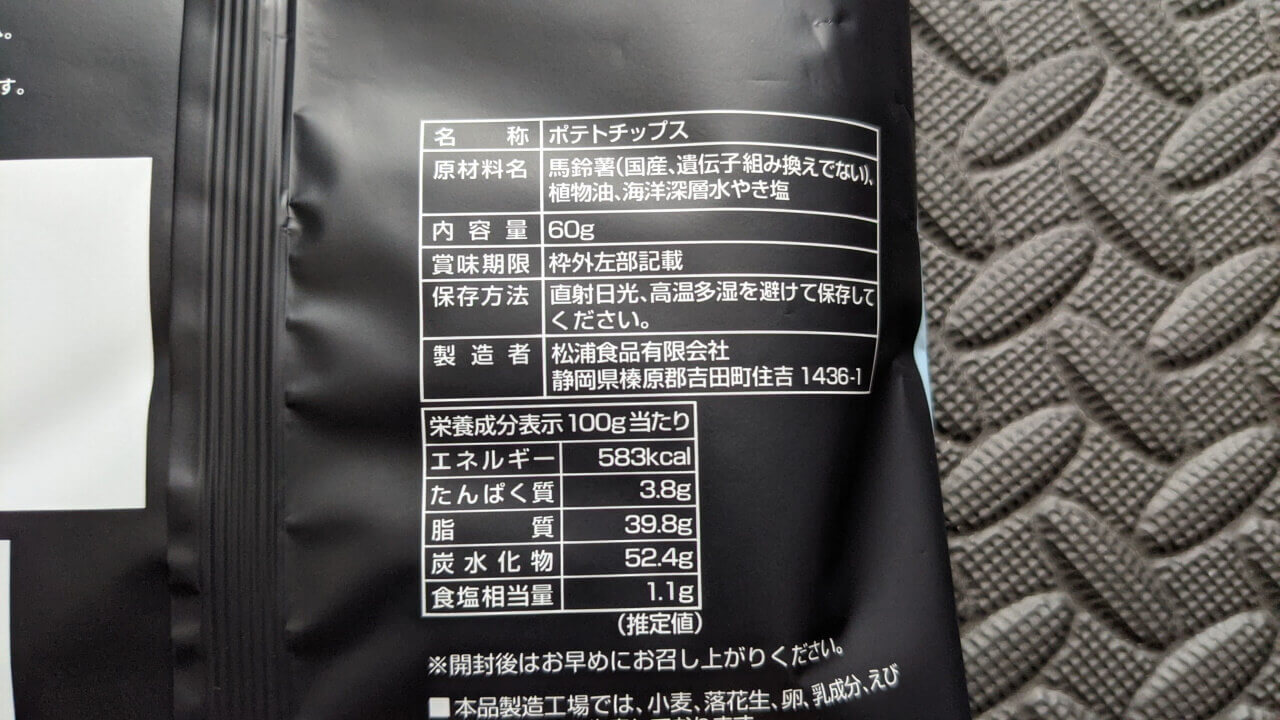 す。
名称 ポテトチップス
原材料名 馬鈴薯(国産、遺伝子組み換えでない)、
植物油、海洋深層水やき塩
内容量 60g
賞味期限 枠外左部記載
保存方法 直射日光、高温多湿を避けて保存して
ください。
製造者 松浦食品有限会社
静岡県榛原郡吉田町住吉1436-1
栄養成分表示100g当たり
エネルギー 583kcal
たんぱく質 3.8g
脂質 39.8g
炭水化物 52.4g
食塩相当量 1.1g
(推定値)
※開封後はお早めにお召し上がりください。
■本品製造工場では、小麦、落花生、卵、乳成分、えび